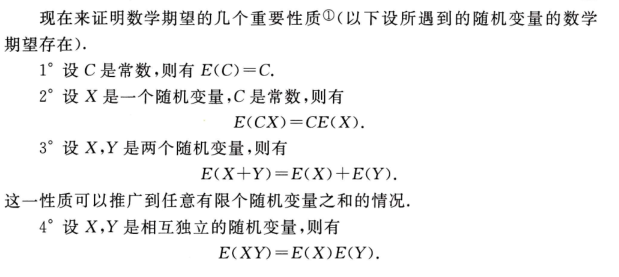 现在来证明数学期望的几个重要性质①(以下设所遇到的随机变量的数学
期望存在).
1° 设 C 是常数,则有 E(C)=C.
2° 设 X 是一个随机变量,C 是常数,则有
E(CX)=CE(X).
3° 设 X,Y 是两个随机变量,则有
E(X+Y)=E(X)+E(Y).
这一性质可以推广到任意有限个随机变量之和的情况.
4° 设 X,Y 是相互独立的随机变量,则有
E(XY)=E(X)E(Y).